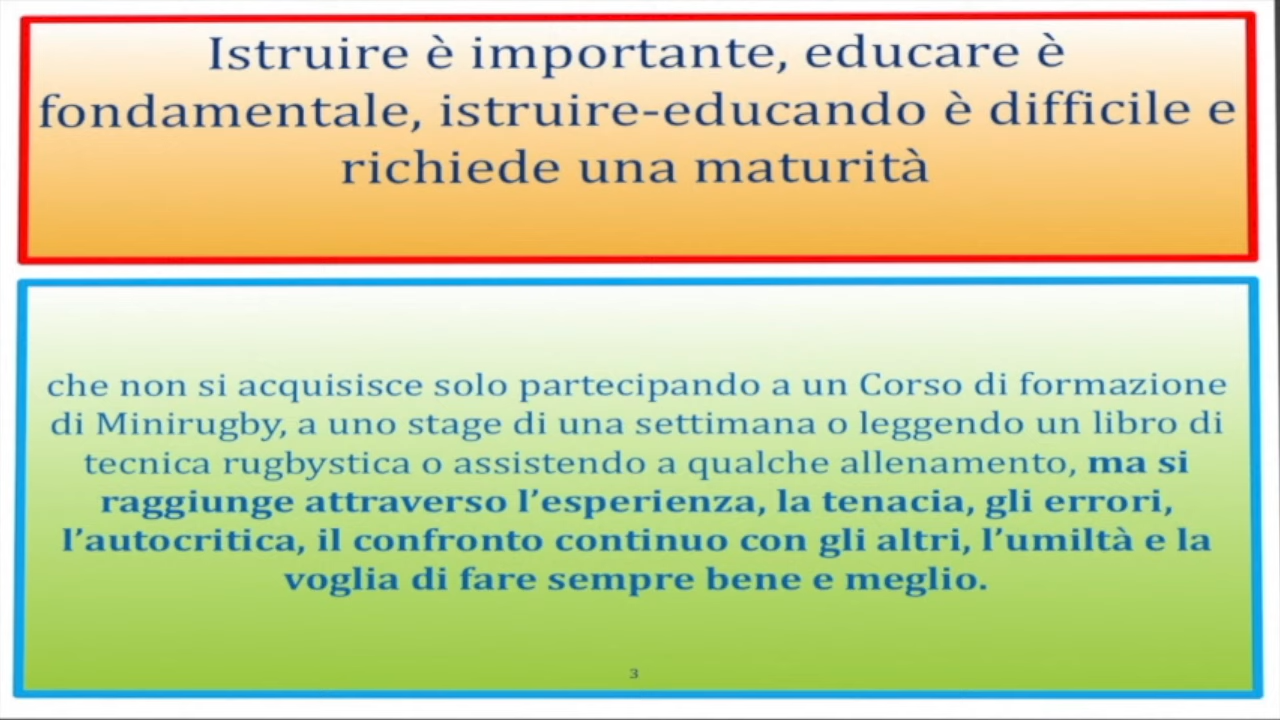 Istruire è importante, educare è
fondamentale, istruire-educando è difficile e
richiede una maturità
che non si acquisisce solo partecipando a un Corso di formazione
di Minirugby, a uno stage di una settimana o leggendo un libro di
tecnica rugbystica o assistendo a qualche allenamento, ma si
raggiunge attraverso l’esperienza, la tenacia, gli errori,
l’autocritica, il confronto continuo con gli altri, l’umiltà e la
voglia di fare sempre bene e meglio.
3